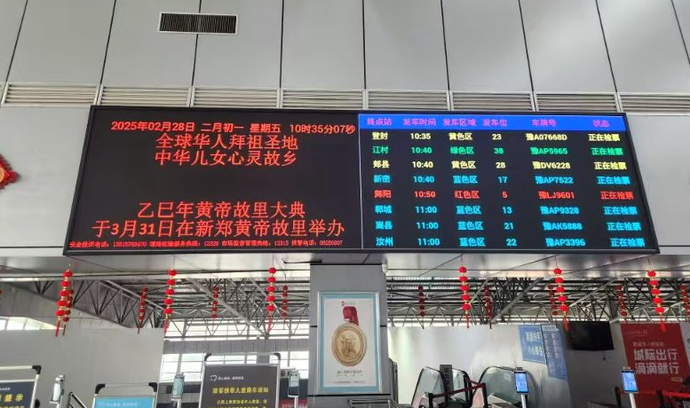 2025年02月28日 二月初一 星期五 10时35分07秒
全球华人拜祖圣地
中华儿女心灵故乡
乙巳年黄帝故里大典
于3月31日在新郑黄帝故里举办
终点站 发车时间 发车区域 发车位 车牌号 状态
登封 10:35 黄色区 23 豫A07668D 正在检票
江村 10:40 绿色区 38 豫AP5965 正在检票
郏县 10:40 黄色区 28 豫DV6228 正在检票
新密 10:40 蓝色区 17 豫AP7522 正在检票
舞阳 10:50 红色区 5 豫LJ9601 正在检票
郸城 11:00 蓝色区 13 豫AP9328 正在检票
嵩县 11:00 蓝色区 21 豫AK5888 正在检票
汝州 11:00 蓝色区 22 豫AP3396 正在检票
城际出行
滴滴就行